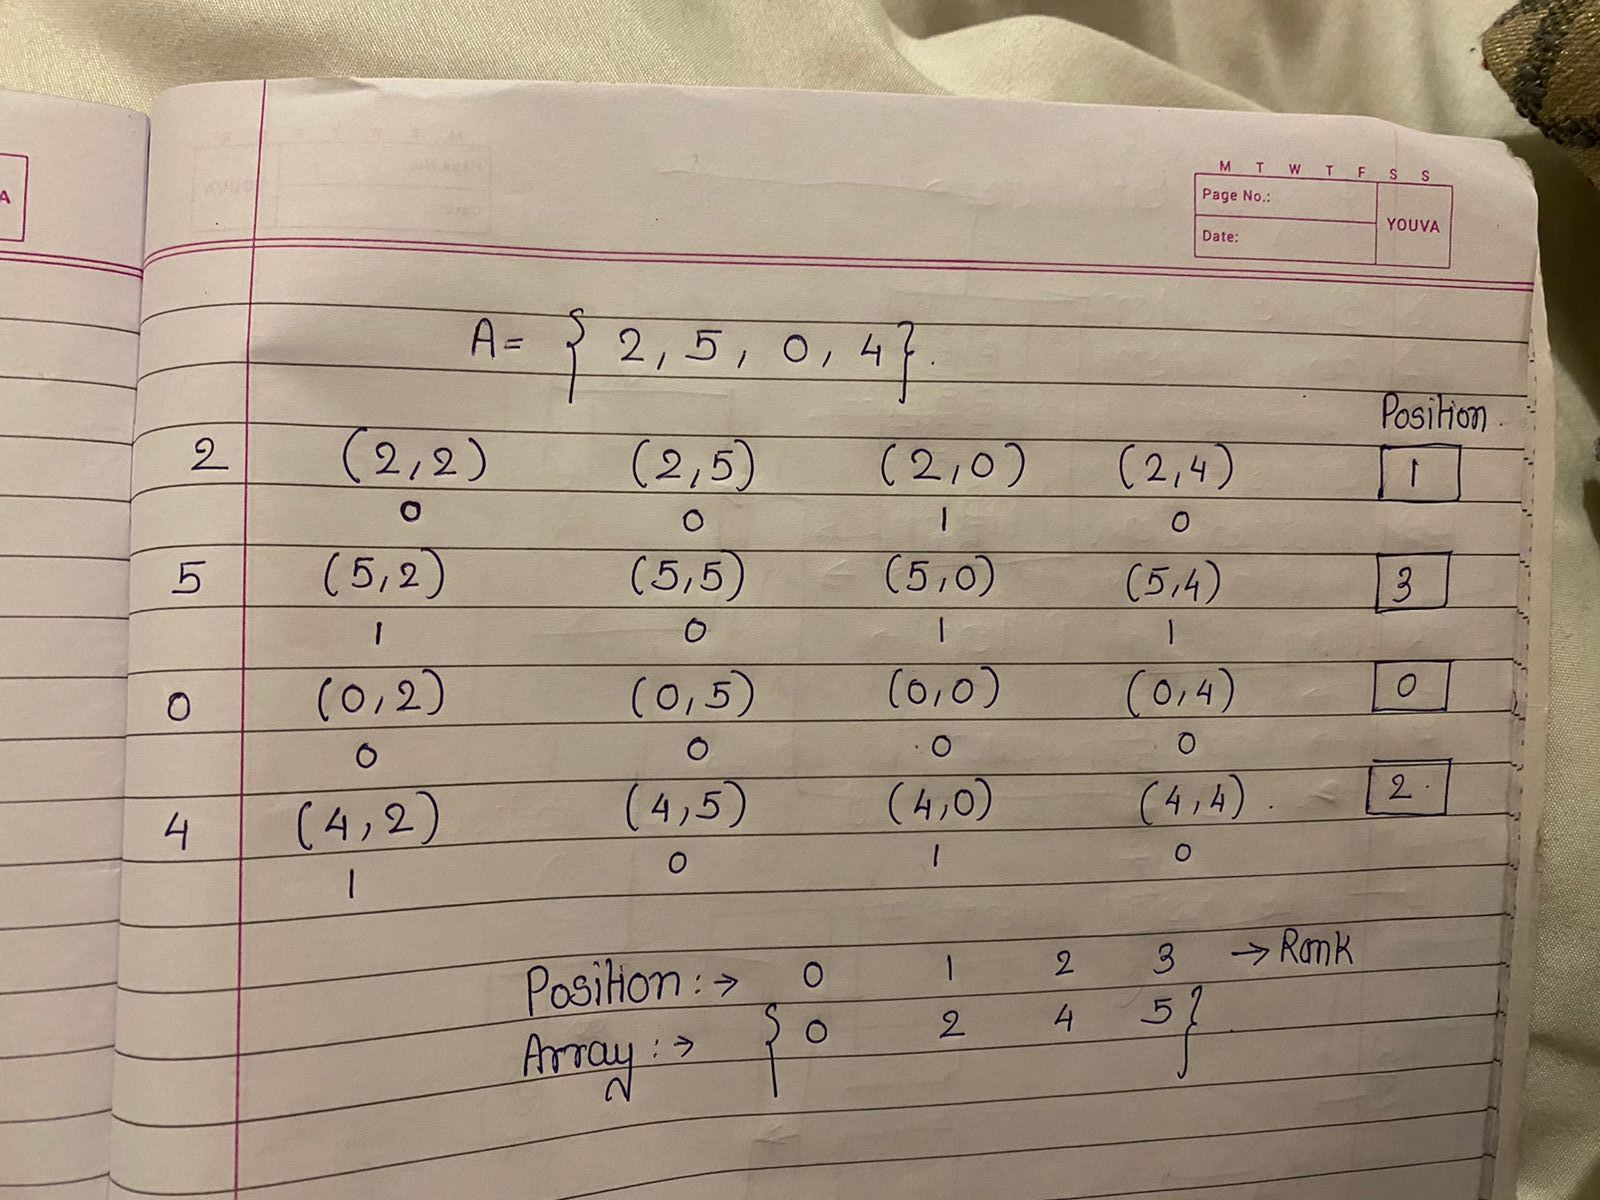 M T W T F S S
Page No.:
YOUVA
Date:
A = { 2, 5, 0, 4}.
Position.
2 (2,2) (2,5) (2,0) (2,4) 1
0 0 1 0
5 (5,2) (5,5) (5,0) (5,4) 3
1 0 1 1
0 (0,2) (0,5) (0,0) (0,4) 0
0 0 0 0
4 (4,2) (4,5) (4,0) (4,4). 2.
1 0 1 0
Position :→ 0 1 2 3 → Rank
Array :→ { 0 2 4 5 }